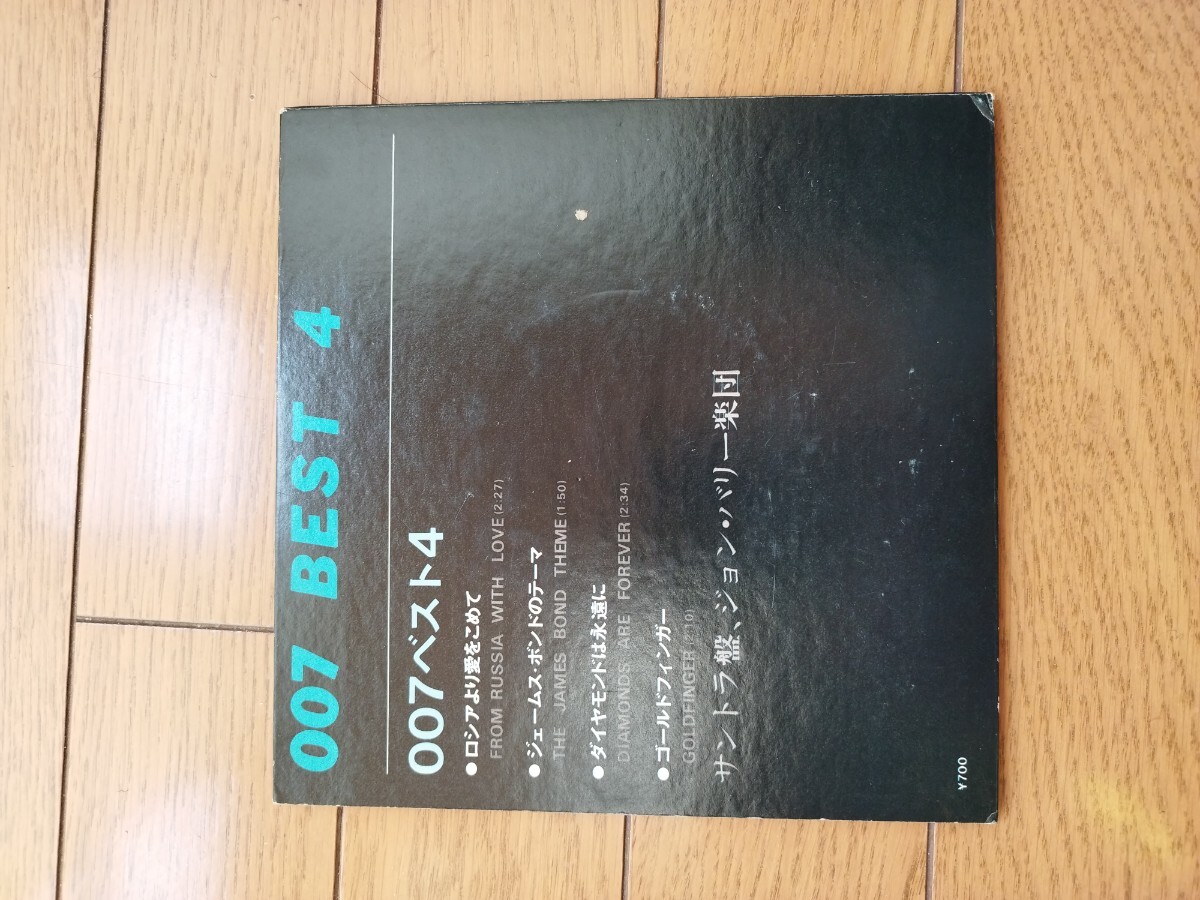 007 BEST 4
007ベスト4
●ロシアより愛をこめて
FROM RUSSIA WITH LOVE (2:27)
●ジェームス・ボンドのテーマ
THE JAMES BOND THEME (1:50)
●ダイヤモンドは永遠に
DIAMONDS ARE FOREVER (2:34)
●ゴールドフィンガー
GOLDFINGER (2:10)
サントラ盤、ジョン・バリー楽団
¥700